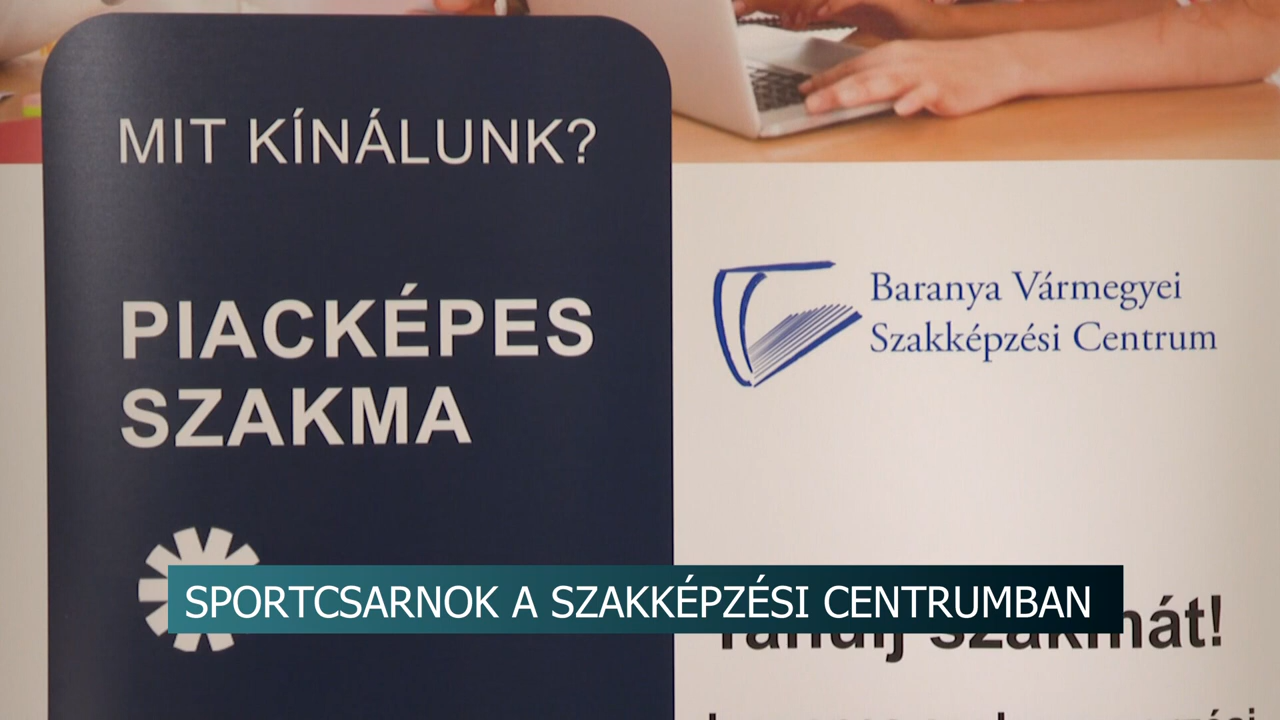 MIT KÍNÁLUNK?
PIACKÉPES
SZAKMA
Baranya Vármegyei
Szakképzési Centrum
SPORTCSARNOK A SZAKKÉPZÉSI CENTRUMBAN
Tanulj szakmát!